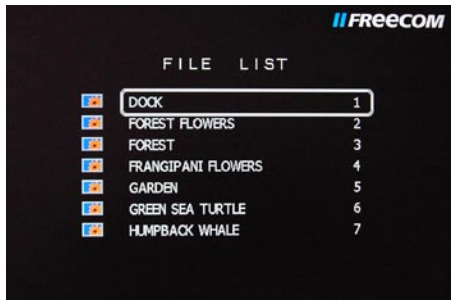 FREECOM
FILE LIST
DOCK 1
FOREST FLOWERS 2
FOREST 3
FRANGIPANI FLOWERS 4
GARDEN 5
GREEN SEA TURTLE 6
HUMPBACK WHALE 7